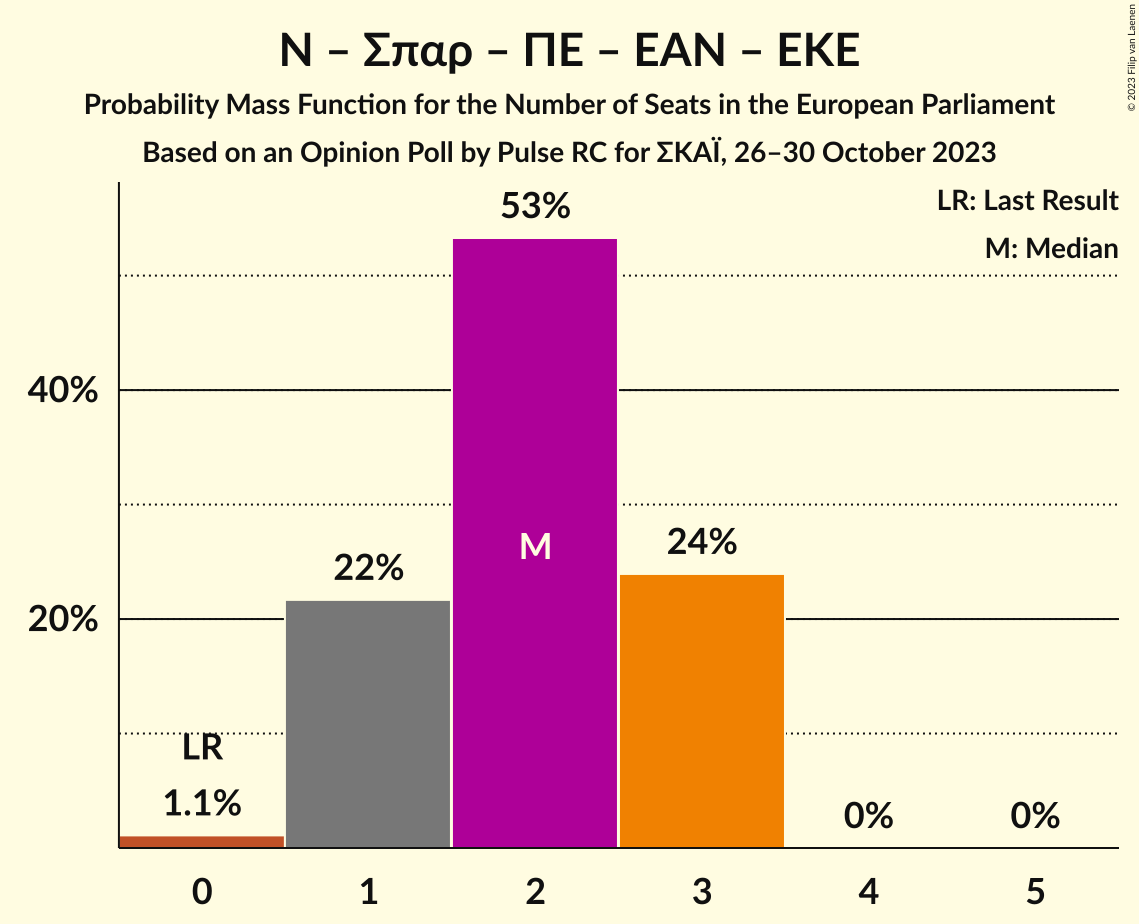 Ν – Σπαρ – ΠΕ – ΕΑΝ – ΕΚΕ
Probability Mass Function for the Number of Seats in the European Parliament
Based on an Opinion Poll by Pulse RC for ΣΚΑΪ, 26–30 October 2023
© 2023 Filip van Laenen
LR: Last Result
M: Median
53%
40%
M
24%
22%
20%
LR
1.1%
0%
0%
0
1
2
3
4
5